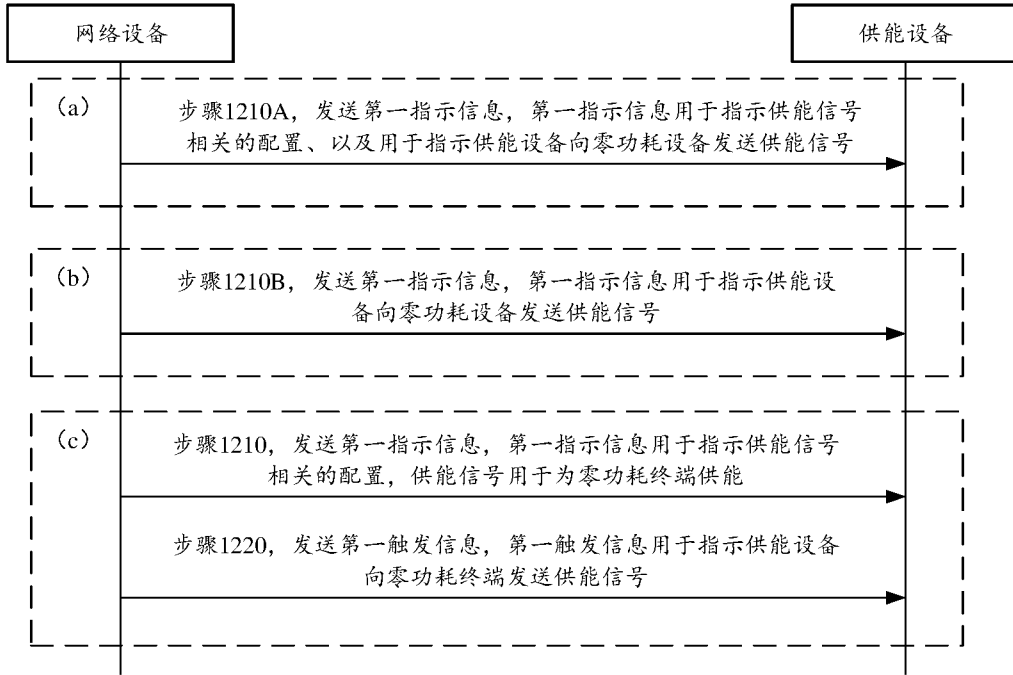 网络设备
供能设备
(a)
步骤1210A，发送第一指示信息，第一指示信息用于指示供能信号
相关的配置、以及用于指示供能设备向零功耗设备发送供能信号
(b)
步骤1210B，发送第一指示信息，第一指示信息用于指示供能设
备向零功耗设备发送供能信号
(c)
步骤1210，发送第一指示信息，第一指示信息用于指示供能信号
相关的配置，供能信号用于为零功耗终端供能
步骤1220，发送第一触发信息，第一触发信息用于指示供能设备
向零功耗终端发送供能信号